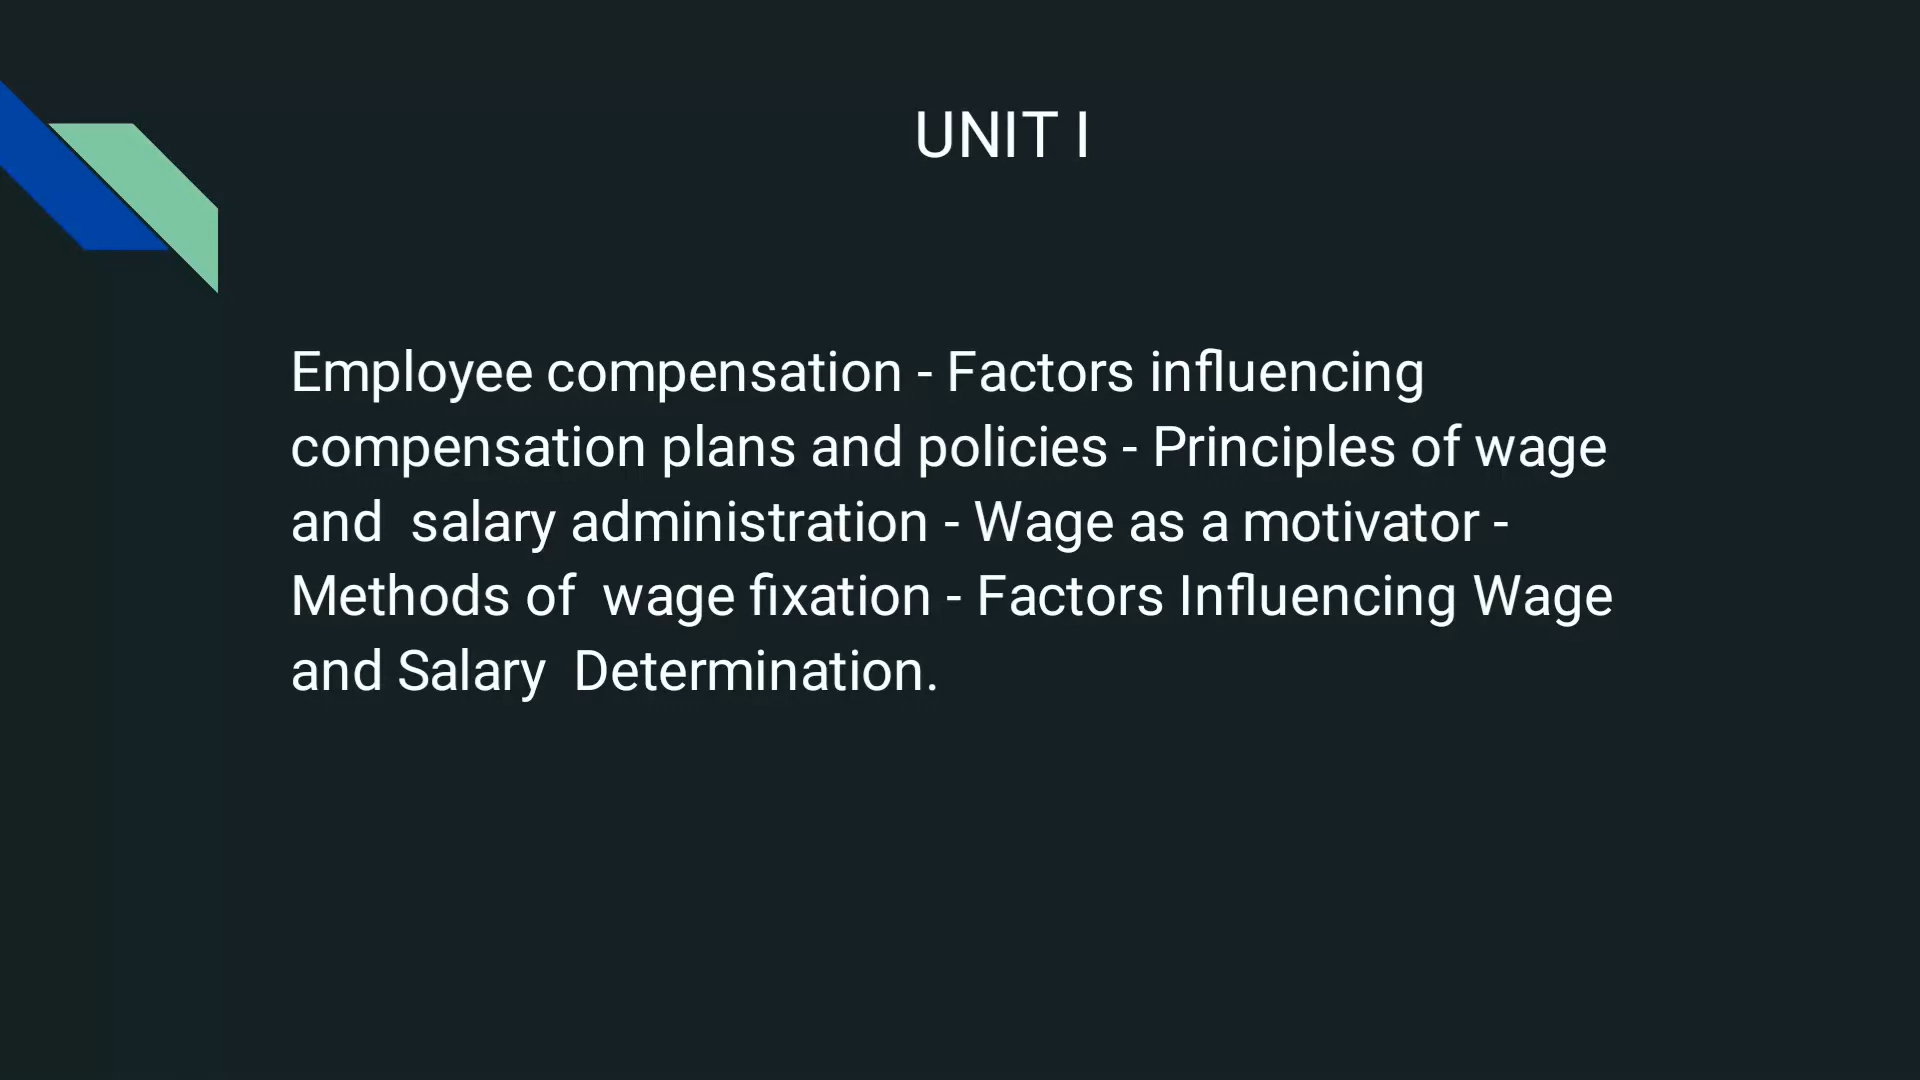 UNIT I
Employee compensation - Factors influencing
compensation plans and policies - Principles of wage
and  salary administration - Wage as a motivator -
Methods of  wage fixation - Factors Influencing Wage
and Salary  Determination.